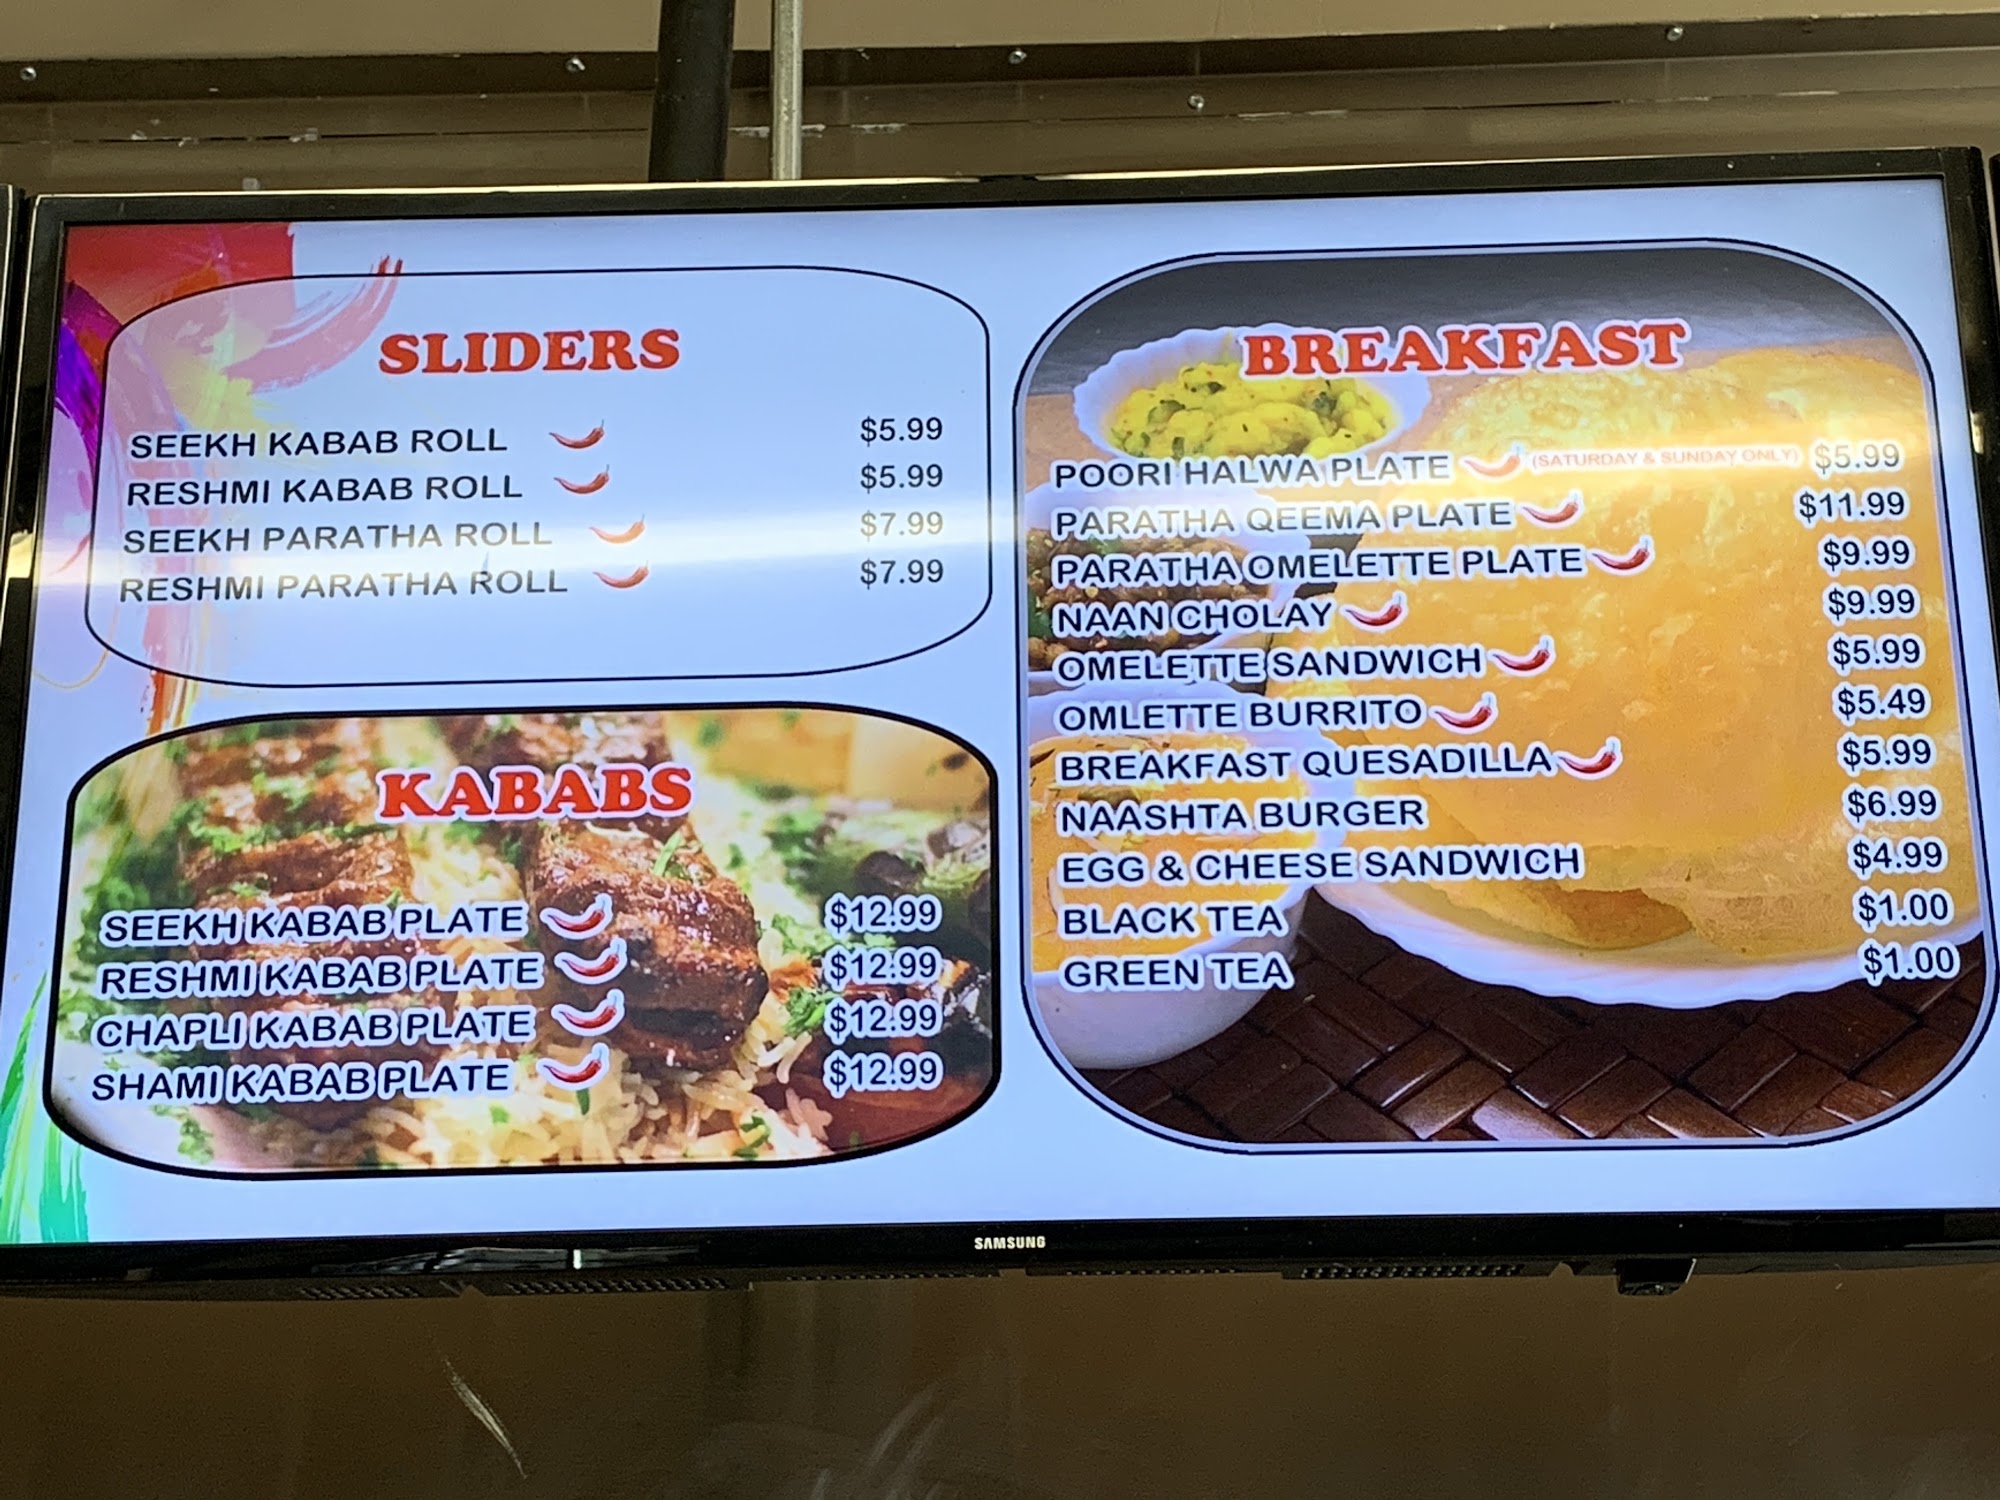 SLIDERS
SEEKH KABAB ROLL $5.99
RESHMI KABAB ROLL $5.99
SEEKH PARATHA ROLL $7.99
RESHMI PARATHA ROLL $7.99
KABABS
SEEKH KABAB PLATE $12.99
RESHMI KABAB PLATE $12.99
CHAPLI KABAB PLATE $12.99
SHAMI KABAB PLATE $12.99
BREAKFAST
POORI HALWA PLATE (SATURDAY & SUNDAY ONLY) $5.99
PARATHA QEEMA PLATE $11.99
PARATHA OMELETTE PLATE $9.99
NAAN CHOLAY $9.99
OMELETTE SANDWICH $5.99
OMLETTE BURRITO $5.49
BREAKFAST QUESADILLA $5.99
NAASHTA BURGER $6.99
EGG & CHEESE SANDWICH $4.99
BLACK TEA $1.00
GREEN TEA $1.00
SAMSUNG